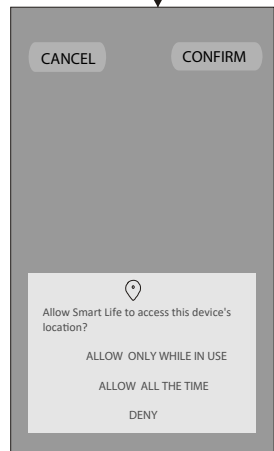 CANCEL
CONFIRM
Allow Smart Life to access this device's
location?
ALLOW ONLY WHILE IN USE
ALLOW ALL THE TIME
DENY